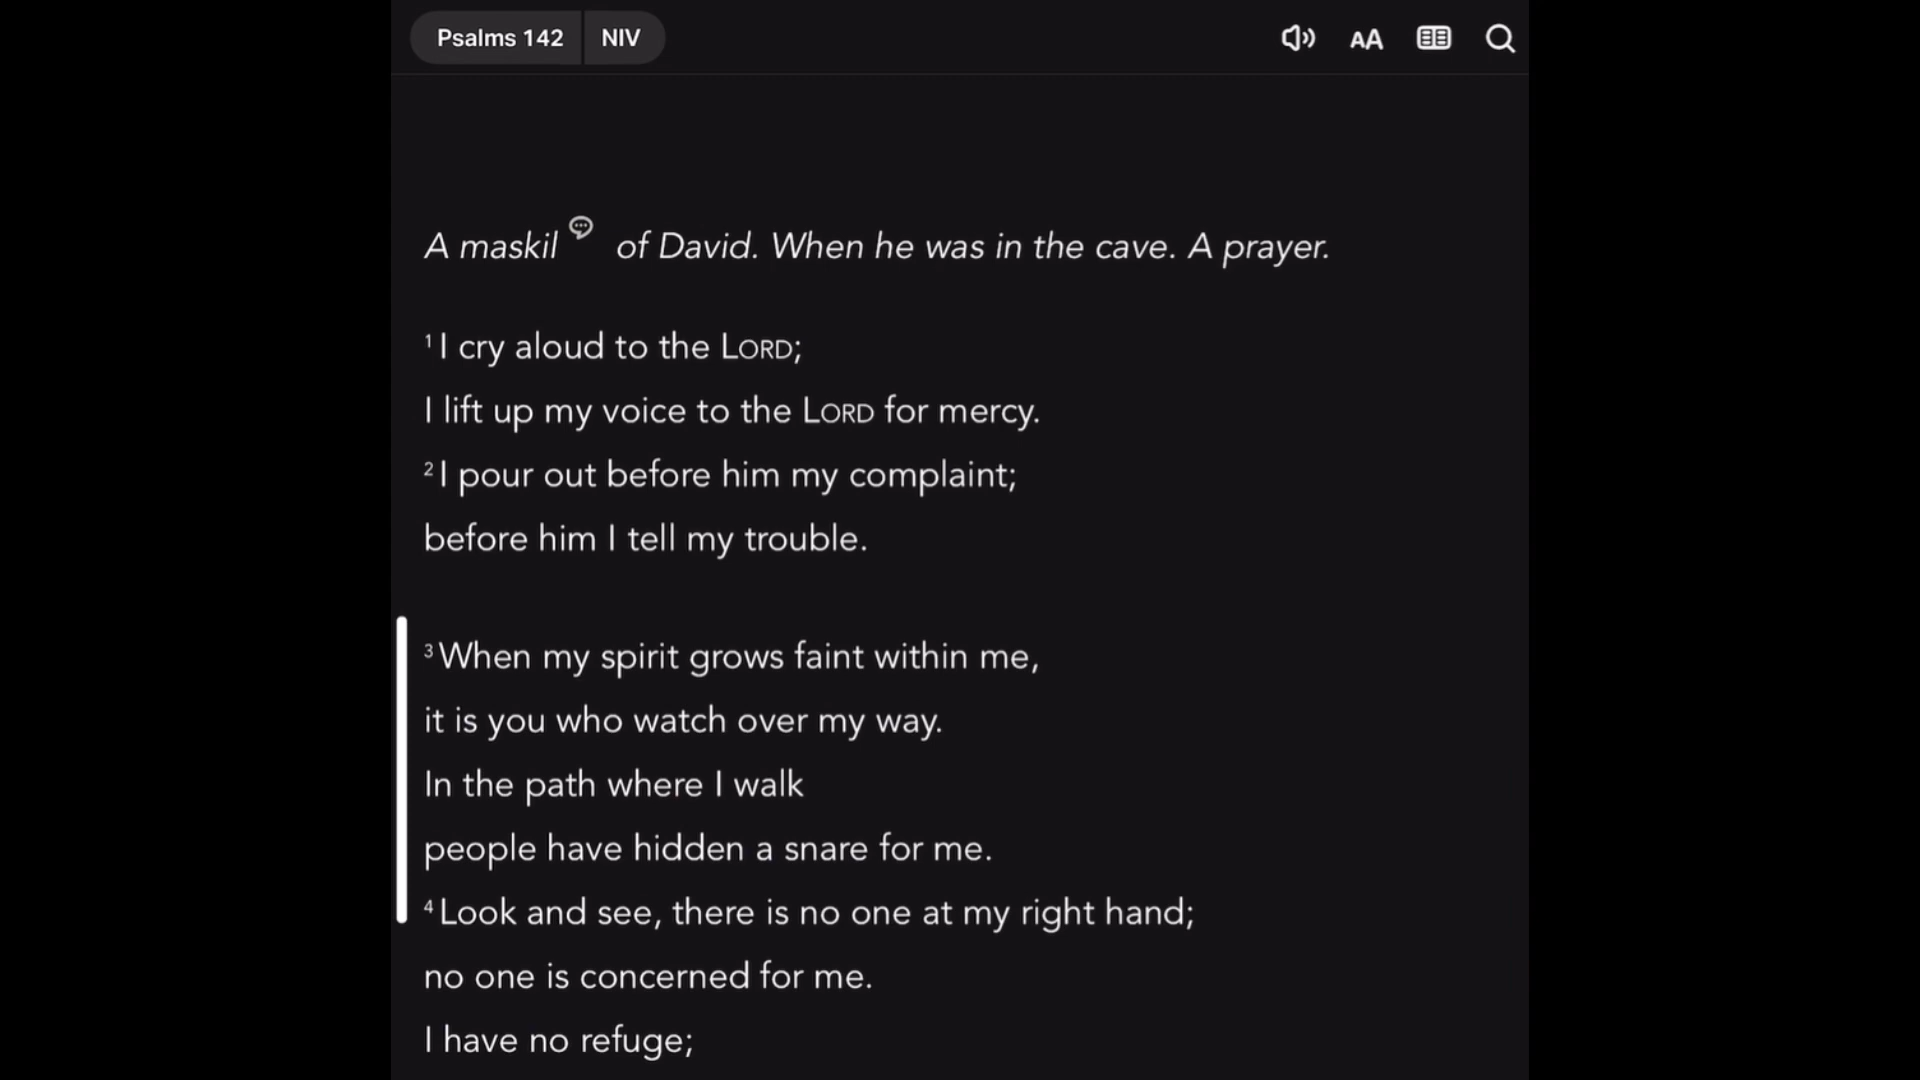 Psalms 142 NIV AA
A maskil of David. When he was in the cave. A prayer.
1 I cry aloud to the LORD;
I lift up my voice to the LORD for mercy.
2 I pour out before him my complaint;
before him I tell my trouble.
3 When my spirit grows faint within me,
it is you who watch over my way.
In the path where I walk
people have hidden a snare for me.
4 Look and see, there is no one at my right hand;
no one is concerned for me.
I have no refuge;